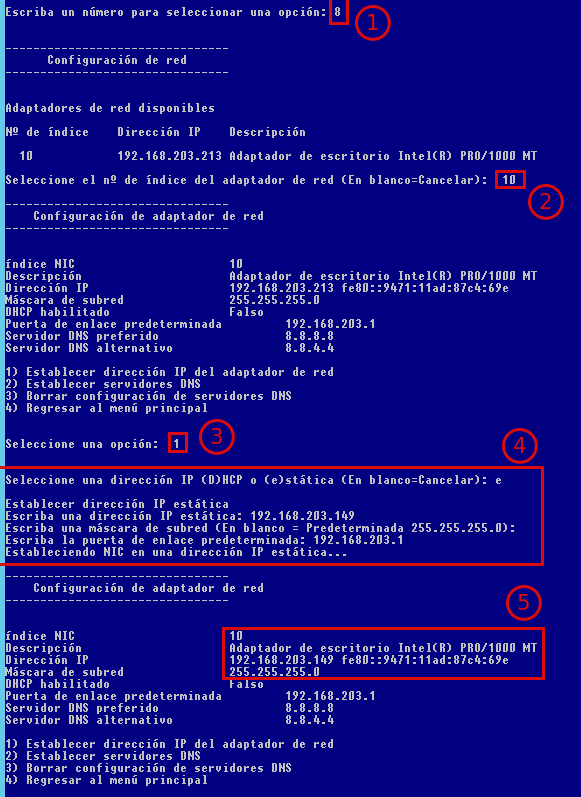 Escriba un número para seleccionar una opción: 8
1
-------------------------------
Configuración de red
-------------------------------
Adaptadores de red disponibles
Nº de índice Dirección IP Descripción
10 192.168.203.213 Adaptador de escritorio Intel(R) PRO/1000 MT
Seleccione el nº de índice del adaptador de red (En blanco=Cancelar): 10
2
-------------------------------
Configuración de adaptador de red
-------------------------------
índice NIC 10
Descripción Adaptador de escritorio Intel(R) PRO/1000 MT
Dirección IP 192.168.203.213 fe80::9471:11ad:87c4:69e
Máscara de subred 255.255.255.0
DHCP habilitado Falso
Puerta de enlace predeterminada 192.168.203.1
Servidor DNS preferido 8.8.8.8
Servidor DNS alternativo 8.8.4.4
1) Establecer dirección IP del adaptador de red
2) Establecer servidores DNS
3) Borrar configuración de servidores DNS
4) Regresar al menú principal
Seleccione una opción: 1
3
4
Seleccione una dirección IP (D)HCP o (e)stática (En blanco=Cancelar): e
Establecer dirección IP estática
Escriba una dirección IP estática: 192.168.203.149
Escriba una máscara de subred (En blanco = Predeterminada 255.255.255.0):
Escriba la puerta de enlace predeterminada: 192.168.203.1
Estableciendo NIC en una dirección IP estática...
-------------------------------
Configuración de adaptador de red
-------------------------------
5
índice NIC 10
Descripción Adaptador de escritorio Intel(R) PRO/1000 MT
Dirección IP 192.168.203.149 fe80::9471:11ad:87c4:69e
Máscara de subred 255.255.255.0
DHCP habilitado Falso
Puerta de enlace predeterminada 192.168.203.1
Servidor DNS preferido 8.8.8.8
Servidor DNS alternativo 8.8.4.4
1) Establecer dirección IP del adaptador de red
2) Establecer servidores DNS
3) Borrar configuración de servidores DNS
4) Regresar al menú principal